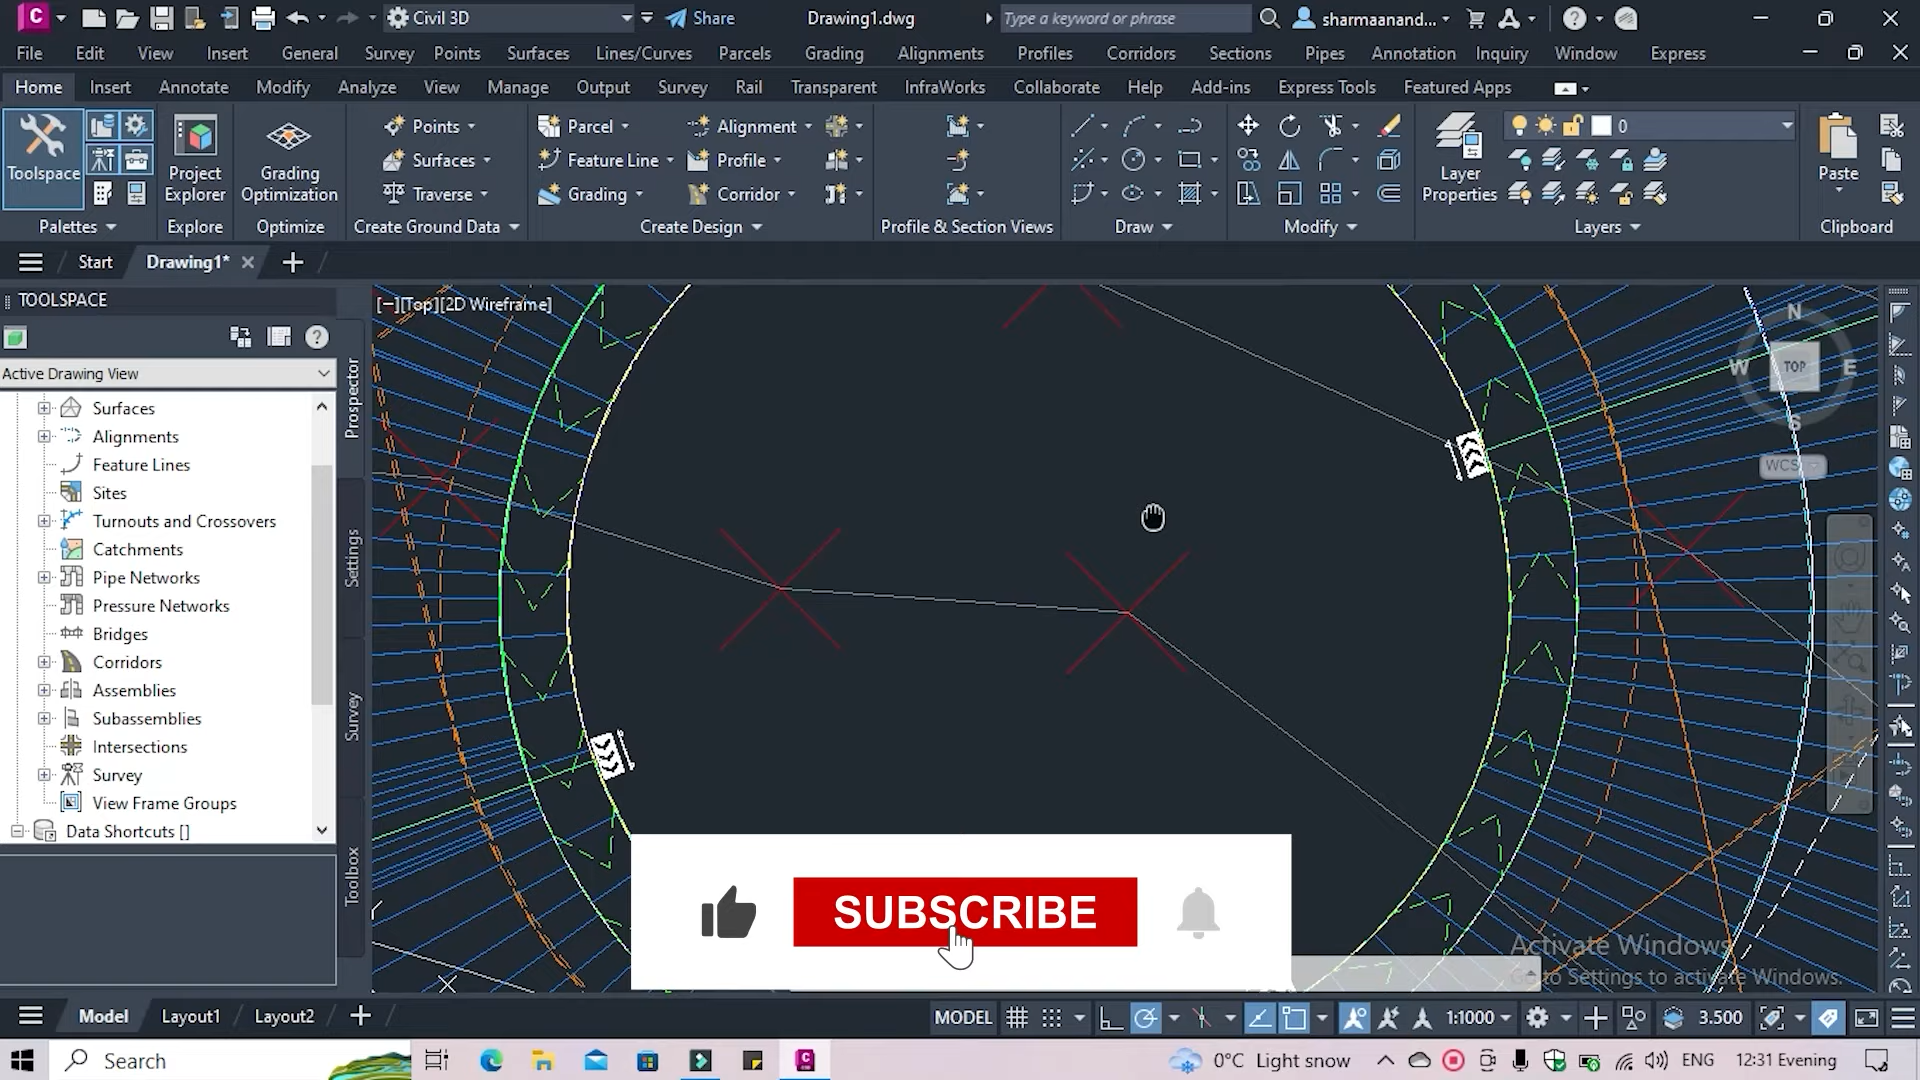 Civil 3D
Share
Drawing1.dwg
Type a keyword or phrase
sharmaanand...
File Edit View Insert General Survey Points Surfaces Lines/Curves Parcels Grading Alignments Profiles Corridors Sections Pipes Annotation Inquiry Window Express
Home Insert Annotate Modify Analyze View Manage Output Survey Rail Transparent InfraWorks Collaborate Help Add-ins Express Tools Featured Apps
Points Parcel Alignment 0
Toolspace Project Explorer Grading Optimization Surfaces Feature Line Profile Layer Properties Paste
Traverse Grading Corridor
Palettes Explore Optimize Create Ground Data Create Design Profile & Section Views Draw Modify Layers Clipboard
Start Drawing1*
TOOLSPACE
[−][Top][2D Wireframe]
N
W TOP E
S
WCS
Active Drawing View
Surfaces
Alignments
Feature Lines
Sites
Turnouts and Crossovers
Catchments
Pipe Networks
Pressure Networks
Bridges
Corridors
Assemblies
Subassemblies
Intersections
Survey
View Frame Groups
Data Shortcuts []
Prospector
Settings
Survey
Toolbox
SUBSCRIBE
Activate Windows
Go to Settings to activate Windows.
Model Layout1 Layout2
MODEL 1:1000 3.500
Search
0°C Light snow ENG 12:31 Evening